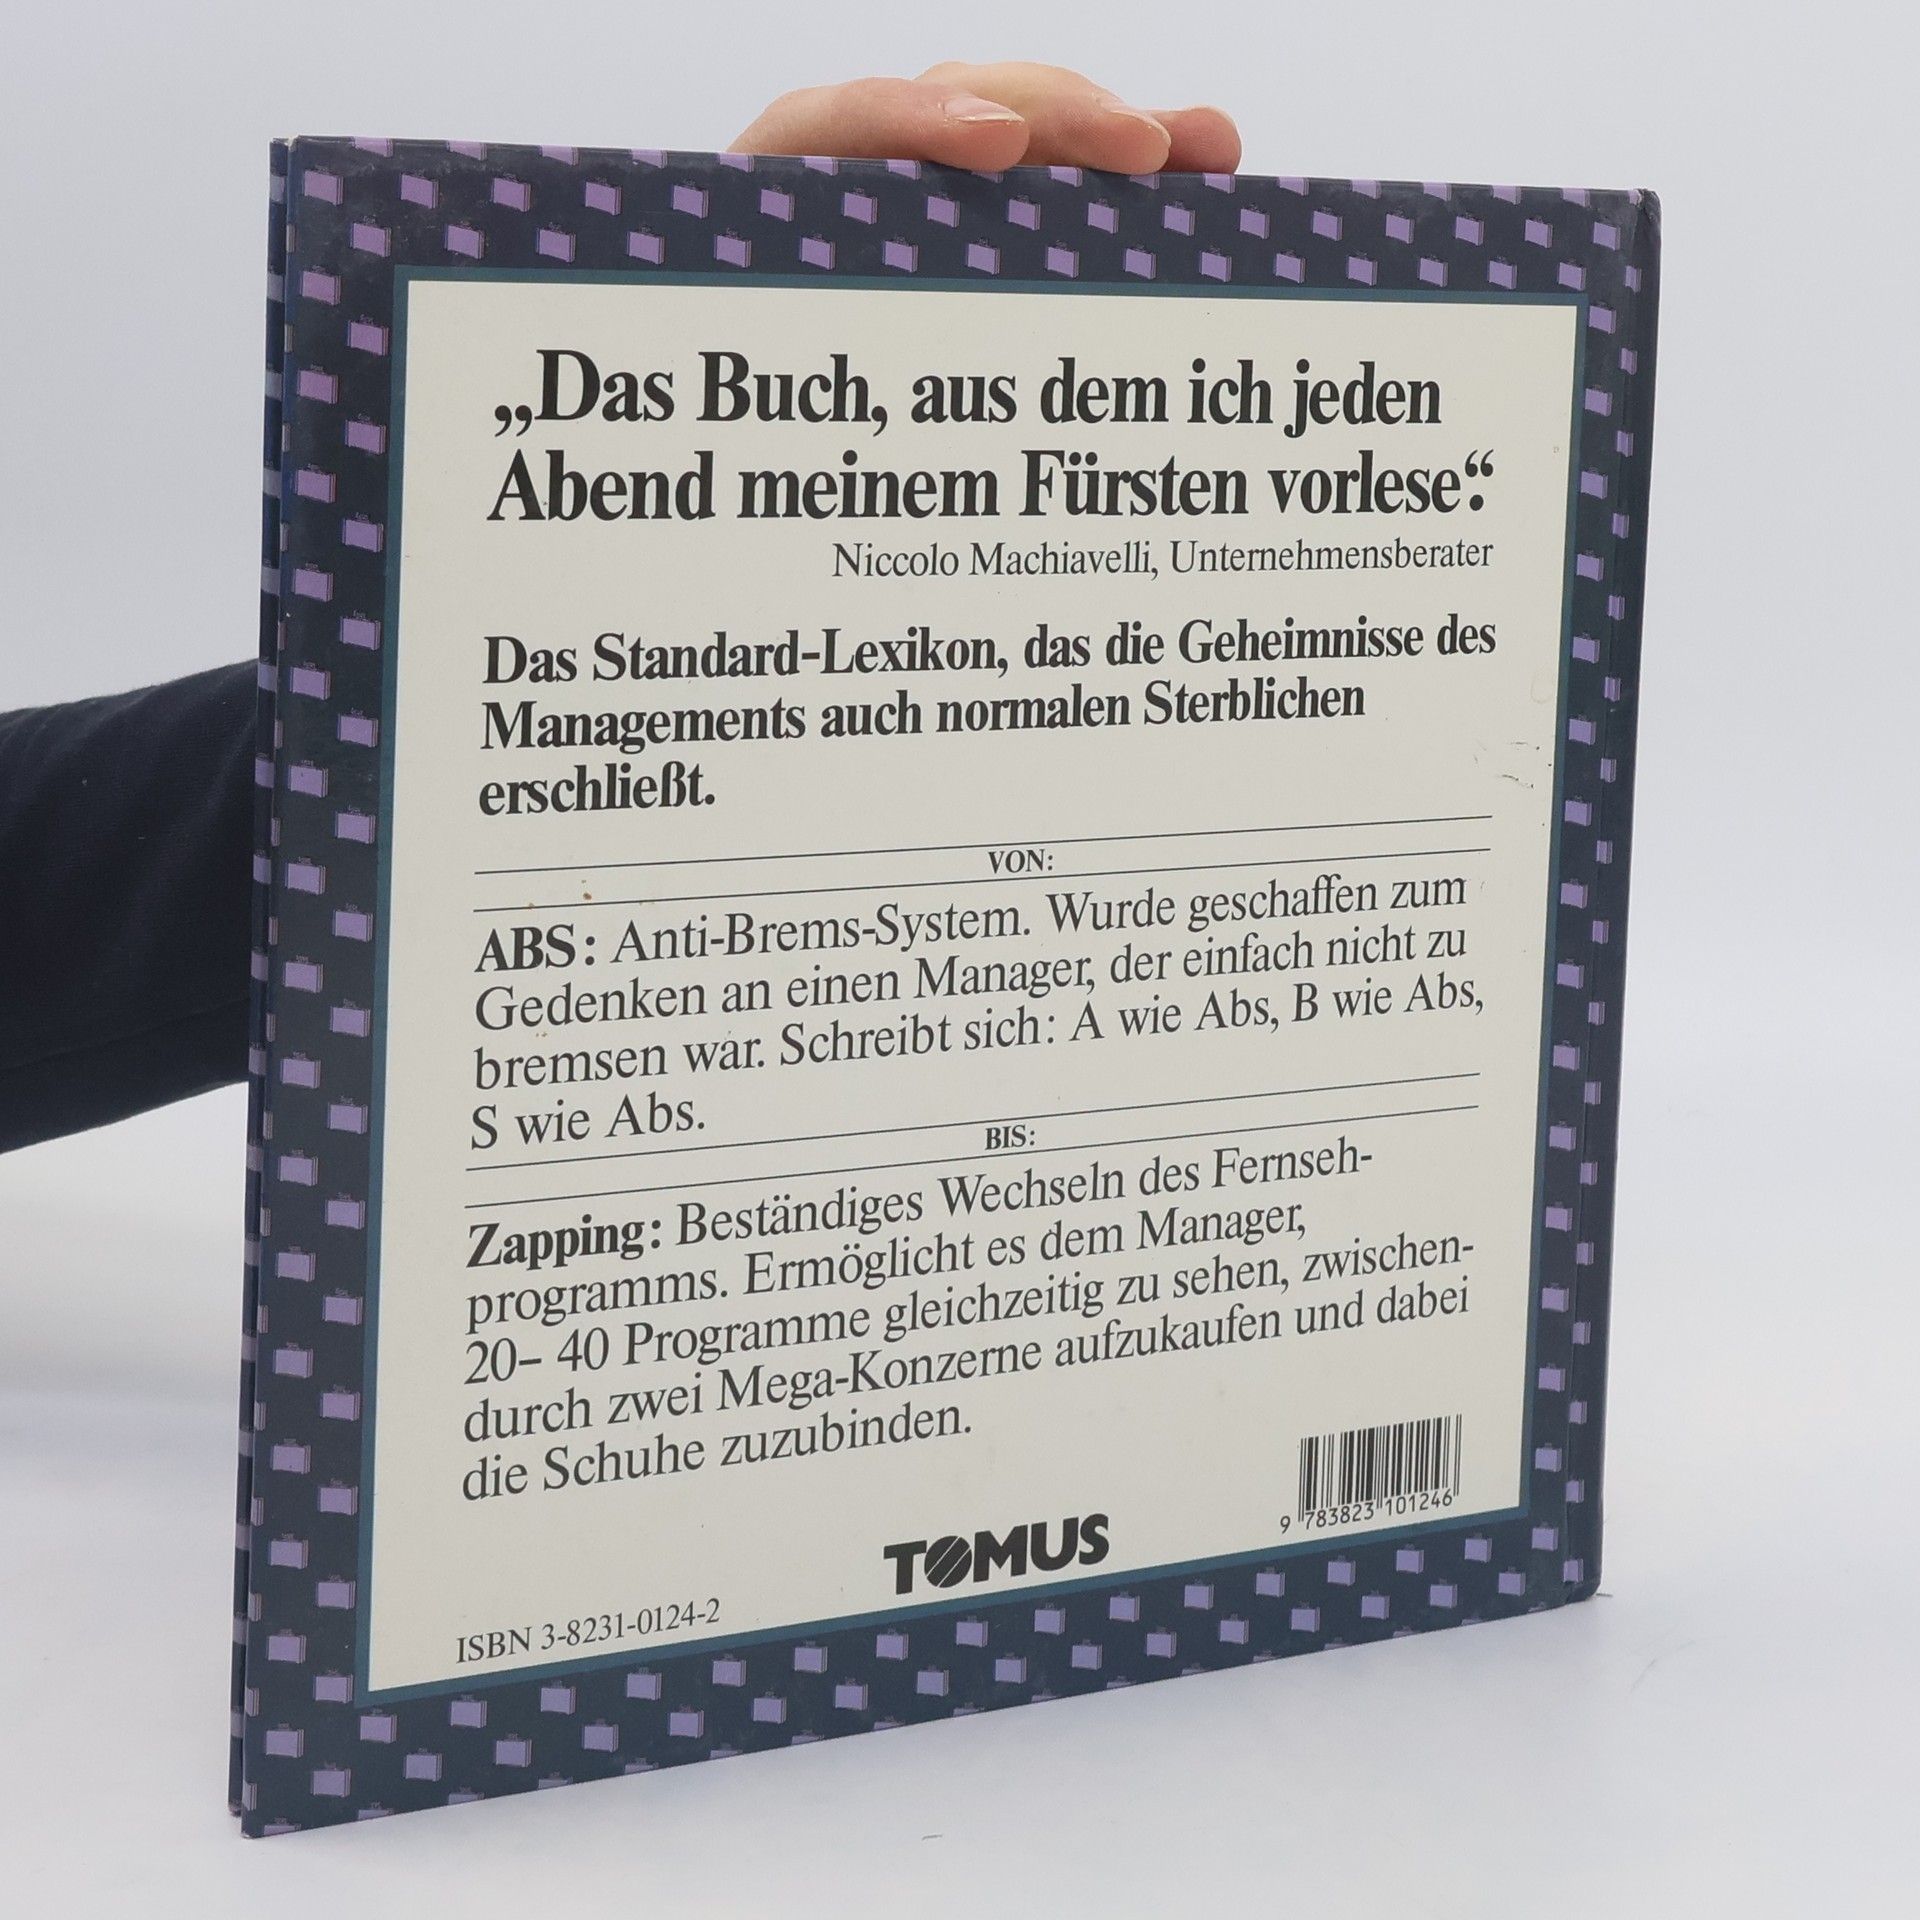 „Das Buch, aus dem ich jeden
Abend meinem Fürsten vorlese“.
Niccolo Machiavelli, Unternehmensberater
Das Standard-Lexikon, das die Geheimnisse des
Managements auch normalen Sterblichen
erschließt.
VON:
ABS: Anti-Brems-System. Wurde geschaffen zum
Gedenken an einen Manager, der einfach nicht zu
bremsen war. Schreibt sich: A wie Abs, B wie Abs,
S wie Abs.
BIS:
Zapping: Beständiges Wechseln des Fernseh-
programms. Ermöglicht es dem Manager,
20– 40 Programme gleichzeitig zu sehen, zwischen-
durch zwei Mega-Konzerne aufzukaufen und dabei
die Schuhe zuzubinden.
9 783823 101246
TOMUS
ISBN 3-8231-0124-2